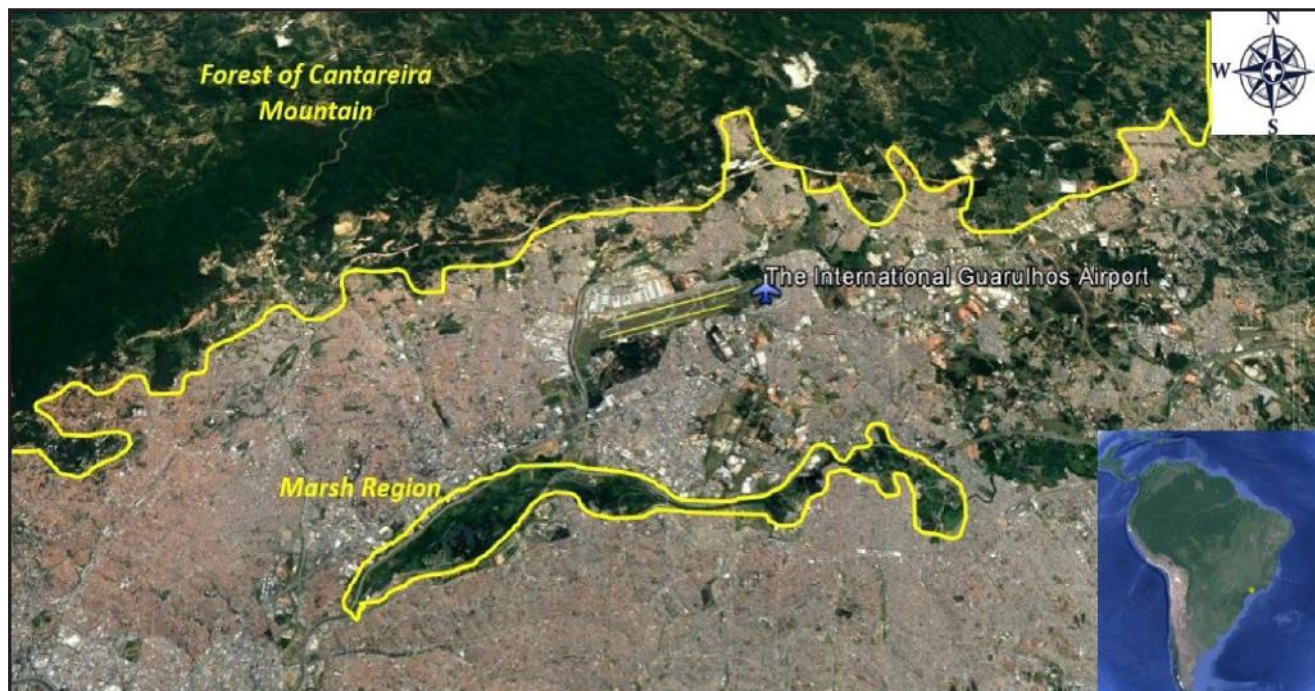 Forest of Cantareira
Mountain
N
W
E
S
The International Guarulhos Airport
Marsh Region